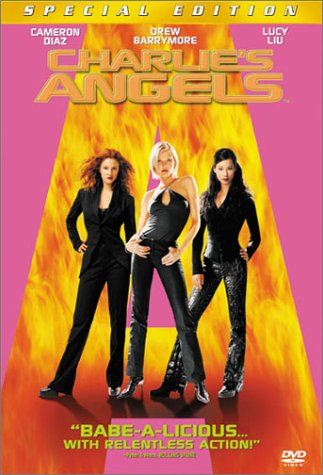 SPECIAL EDITION
CAMERON DIAZ
DREW BARRYMORE
LUCY LIU
CHARLIE'S
ANGELS
"BABE-A-LICIOUS...
WITH RELENTLESS ACTION!"
DVD
VIDEO